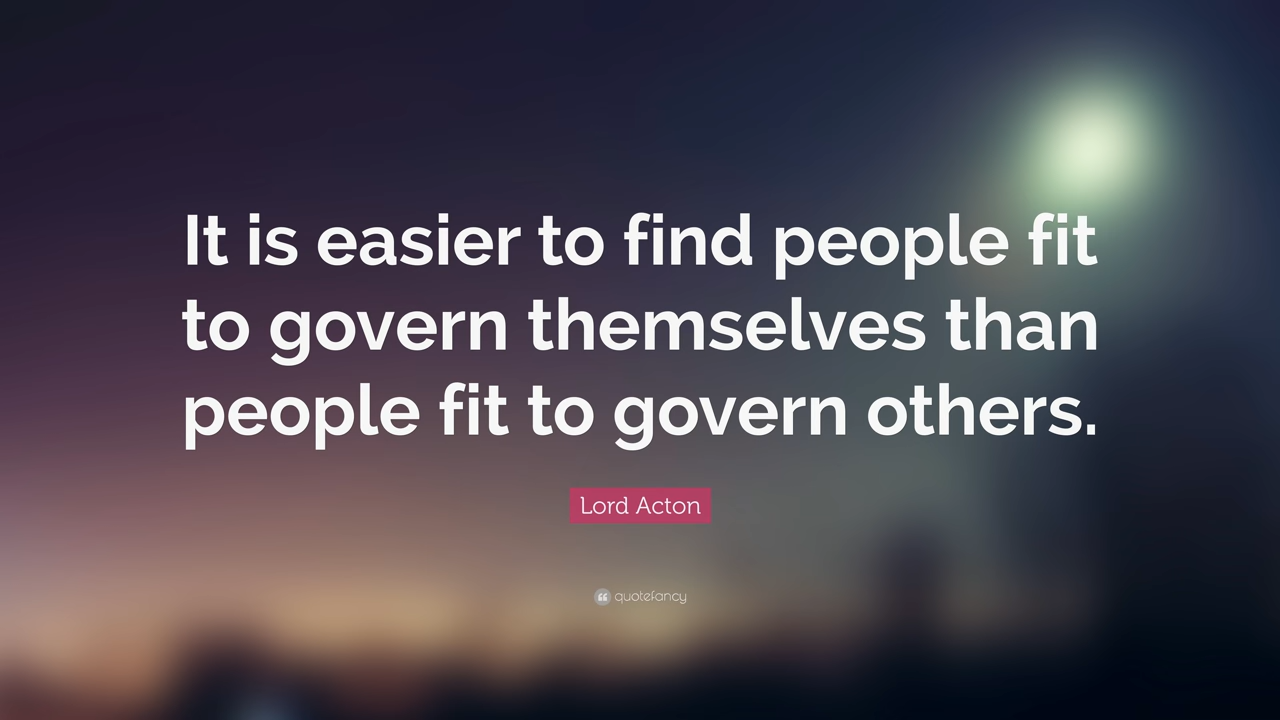 It is easier to find people fit
to govern themselves than
people fit to govern others.
Lord Acton
quotefancy